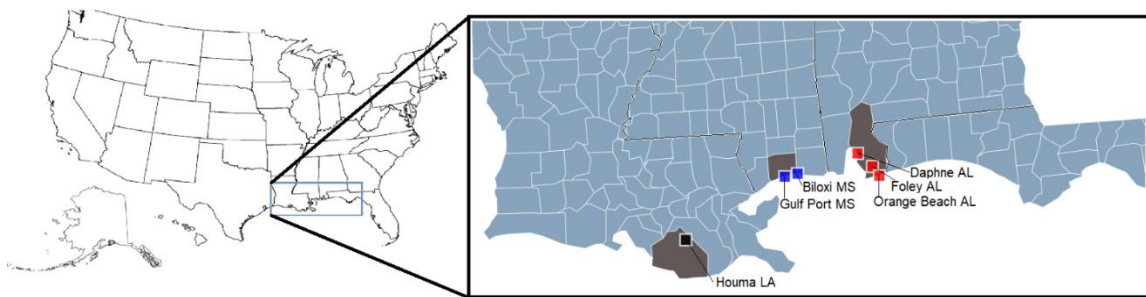 Daphne AL
Biloxi MS
Foley AL
Gulf Port MS
Orange Beach AL
Houma LA